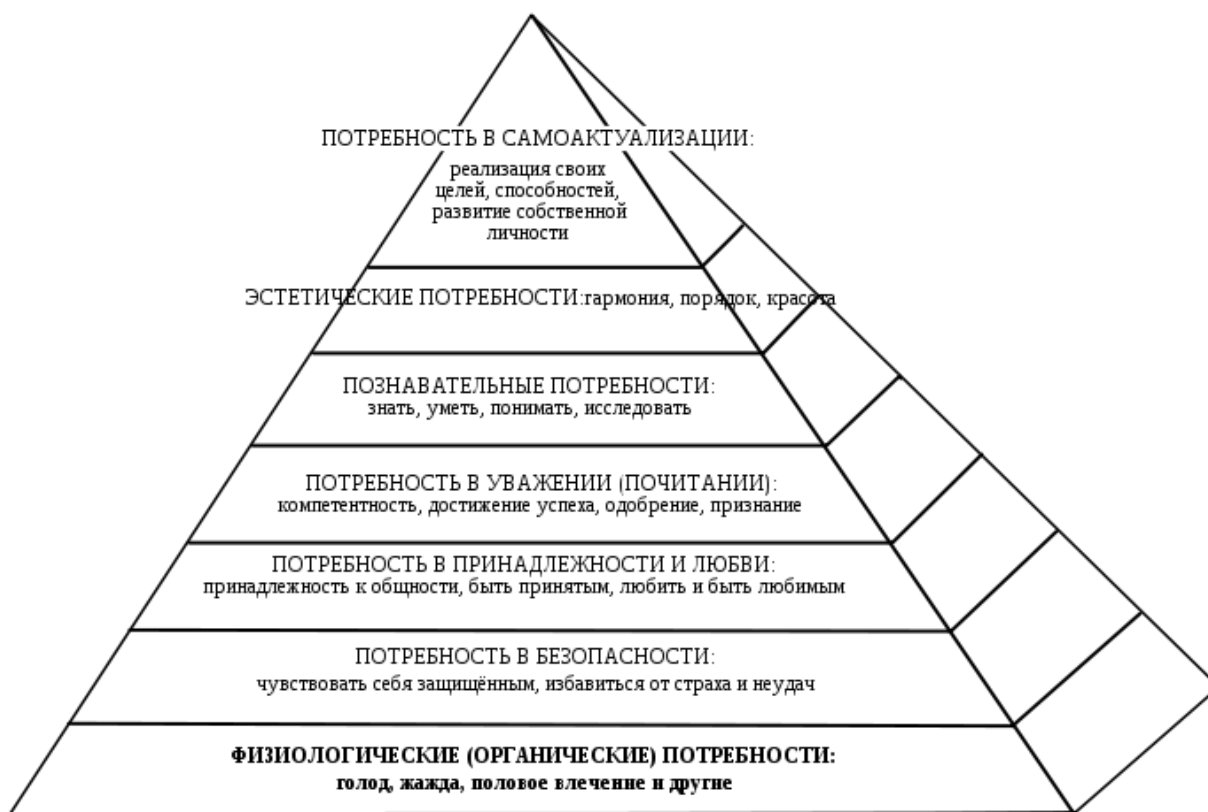 ПОТРЕБНОСТЬ В САМОАКТУАЛИЗАЦИИ:
реализация своих
целей, способностей,
развитие собственной
личности
ЭСТЕТИЧЕСКИЕ ПОТРЕБНОСТИ:гармония, порядок, красота
ПОЗНАВАТЕЛЬНЫЕ ПОТРЕБНОСТИ:
знать, уметь, понимать, исследовать
ПОТРЕБНОСТЬ В УВАЖЕНИИ (ПОЧИТАНИИ):
компетентность, достижение успеха, одобрение, признание
ПОТРЕБНОСТЬ В ПРИНАДЛЕЖНОСТИ И ЛЮБВИ:
принадлежность к общности, быть принятым, любить и быть любимым
ПОТРЕБНОСТЬ В БЕЗОПАСНОСТИ:
чувствовать себя защищённым, избавиться от страха и неудач
ФИЗИОЛОГИЧЕСКИЕ (ОРГАНИЧЕСКИЕ) ПОТРЕБНОСТИ:
голод, жажда, половое влечение и другие